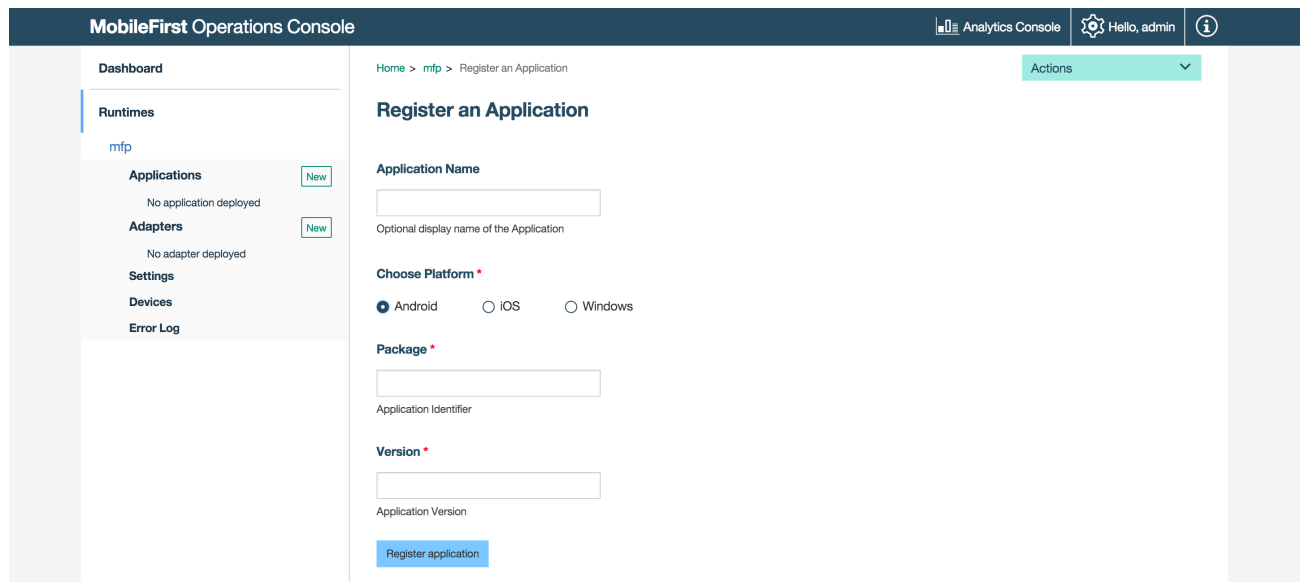 MobileFirst Operations Console
Analytics Console
Hello, admin
Dashboard
Runtimes
mfp
Applications New
No application deployed
Adapters New
No adapter deployed
Settings
Devices
Error Log
Home > mfp > Register an Application
Actions
Register an Application
Application Name
Optional display name of the Application
Choose Platform *
Android iOS Windows
Package *
Application Identifier
Version *
Application Version
Register application